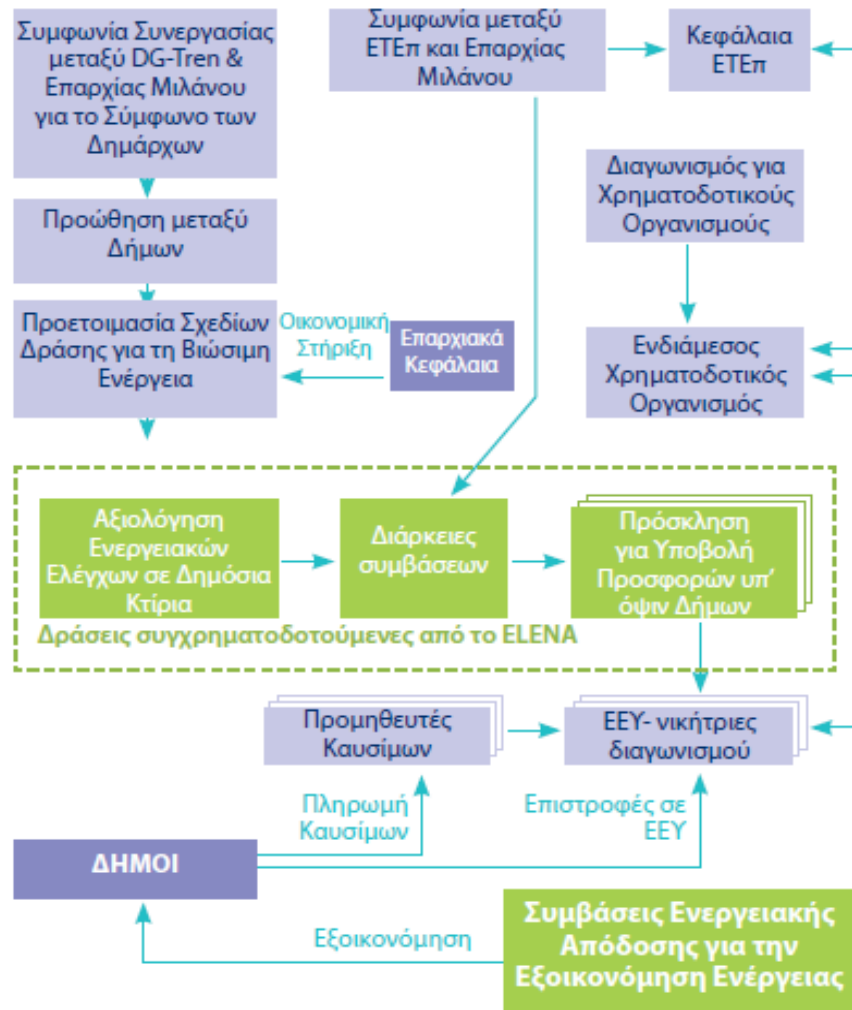 Συμφωνία Συνεργασίας
μεταξύ DG-Tren &
Επαρχίας Μιλάνου
για το Σύμφωνο των
Δημάρχων
Συμφωνία μεταξύ
ΕΤΕπ και Επαρχίας
Μιλάνου
Κεφάλαια
ΕΤΕπ
Προώθηση μεταξύ
Δήμων
Διαγωνισμός για
Χρηματοδοτικούς
Οργανισμούς
Προετοιμασία Σχεδίων
Δράσης για τη Βιώσιμη
Ενέργεια
Οικονομική
Στήριξη
Επαρχιακά
Κεφάλαια
Ενδιάμεσος
Χρηματοδοτικός
Οργανισμός
Αξιολόγηση
Ενεργειακών
Ελέγχων σε Δημόσια
Κτίρια
Διάρκειες
συμβάσεων
Πρόσκληση
για Υποβολή
Προσφορών υπ’
όψιν Δήμων
Δράσεις συγχρηματοδοτούμενες από το ELENA
Προμηθευτές
Καυσίμων
ΕΕΥ- νικήτριες
διαγωνισμού
Πληρωμή
Καυσίμων
Επιστροφές σε
ΕΕΥ
ΔΗΜΟΙ
Εξοικονόμηση
Συμβάσεις Ενεργειακής
Απόδοσης για την
Εξοικονόμηση Ενέργειας